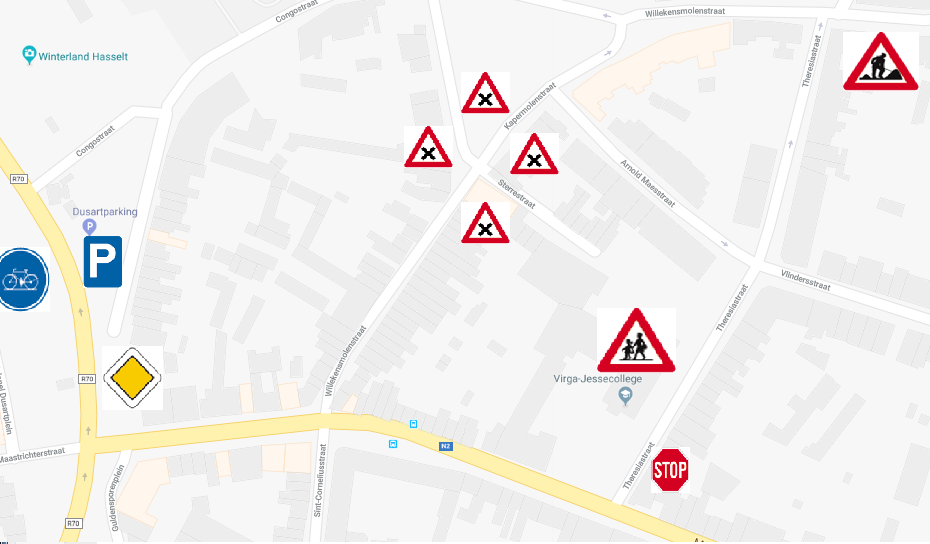 Congostraat
Willekensmolenstraat
Winterland Hasselt
Theresiastraat
Kapermolenstraat
Congostraat
Arnold Maesstraat
R70
Sterrestraat
Dusartparking
P
P
Vlindersstraat
Theresiastraat
Willekensmolenstraat
Virga-Jessecollege
R70
N2
Maastrichterstraat
Theresiastraat
STOP
Guldensporenplein
Sint-Corneliusstraat
R70